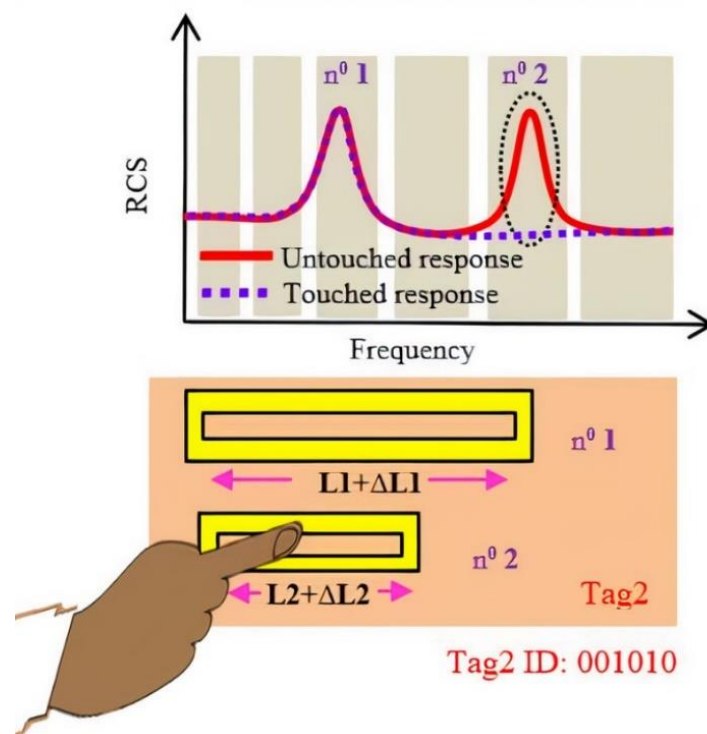 n⁰ 1
n⁰ 2
RCS
Untouched response
Touched response
Frequency
n⁰ 1
L1+ΔL1
n⁰ 2
L2+ΔL2
Tag2
Tag2 ID: 001010